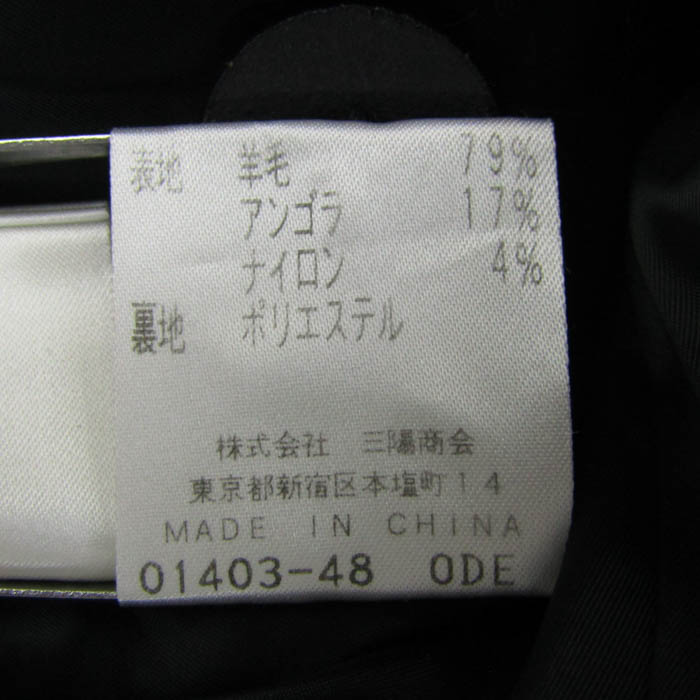 表地 羊毛 79%
アンゴラ 17%
ナイロン 4%
裏地 ポリエステル
株式会社 三陽商会
東京都新宿区本塩町14
MADE IN CHINA
01403-48 0DE